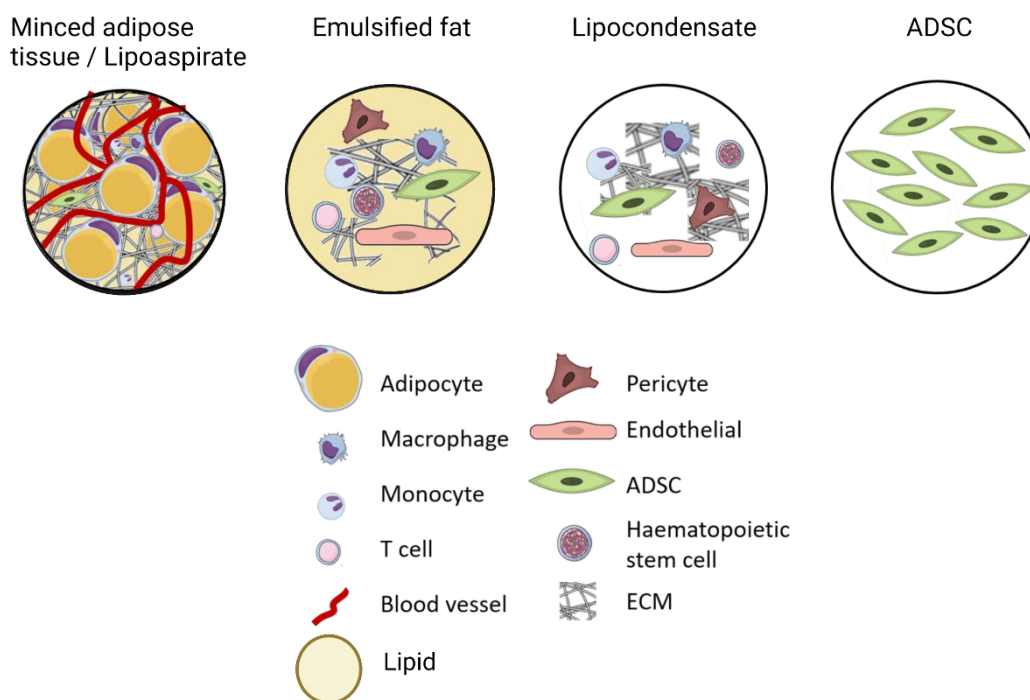 Minced adipose
tissue / Lipoaspirate
Emulsified fat
Lipocondensate
ADSC
Adipocyte
Macrophage
Monocyte
T cell
Blood vessel
Lipid
Pericyte
Endothelial
ADSC
Haematopoietic
stem cell
ECM